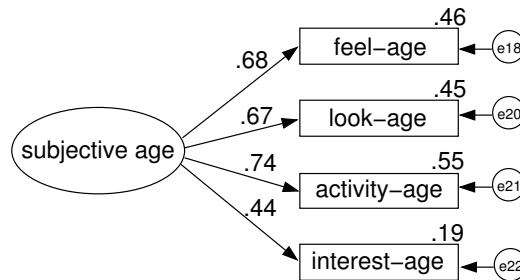 .46
feel-age
e18
.68
.45
look-age
e20
.67
subjective age
.55
activity-age
e21
.74
.44
.19
interest-age
e22